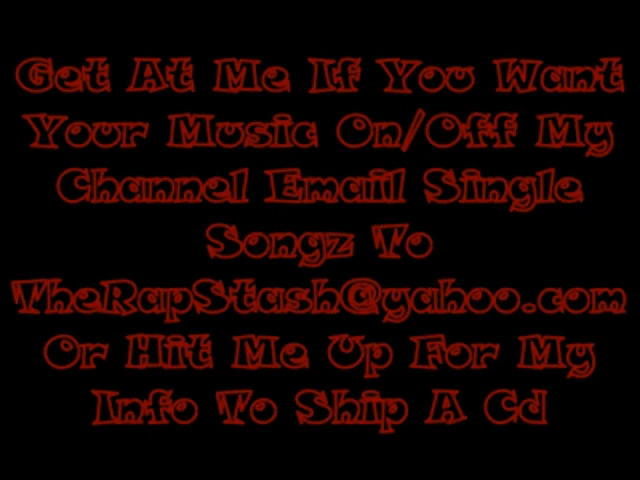 Get At Me If You Want
Your Music On/Off My
Channel Email Single
Songz To
TheRapStash@yahoo.com
Or Hit Me Up For My
Info To Ship A Cd